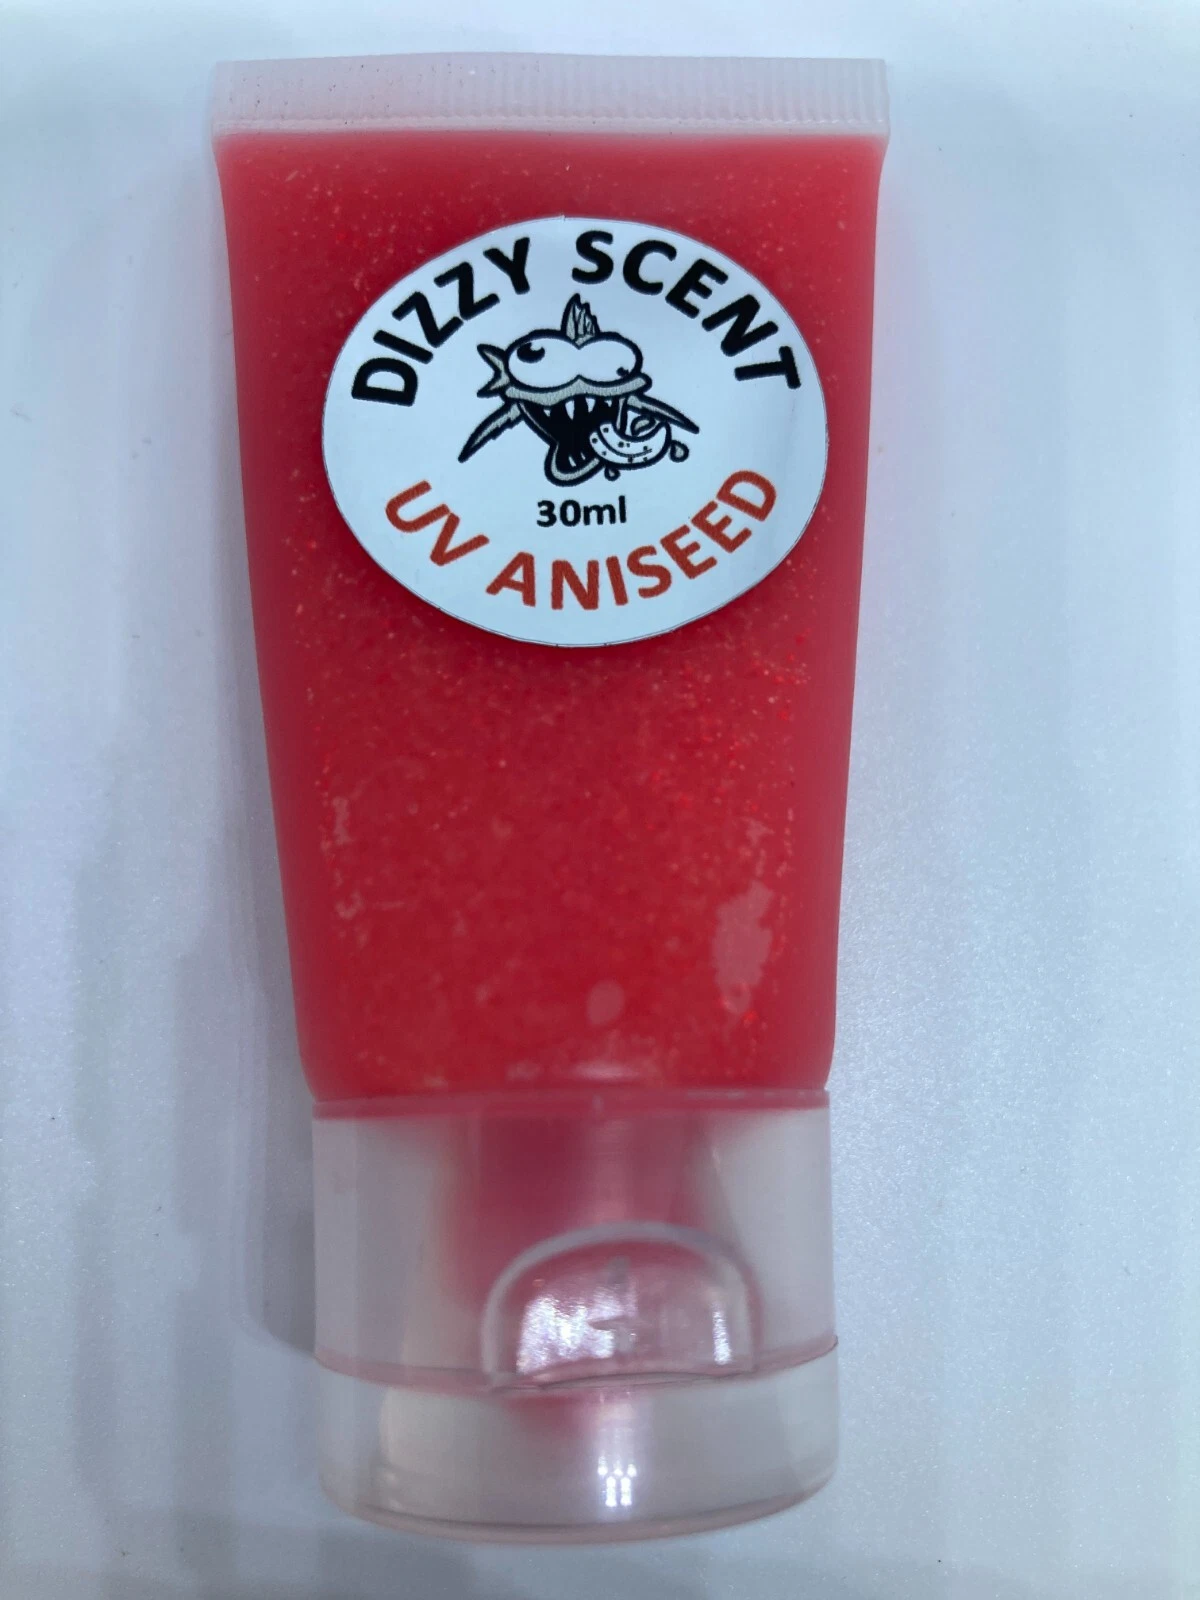 DIZZY SCENT
30ml
UV ANISEED